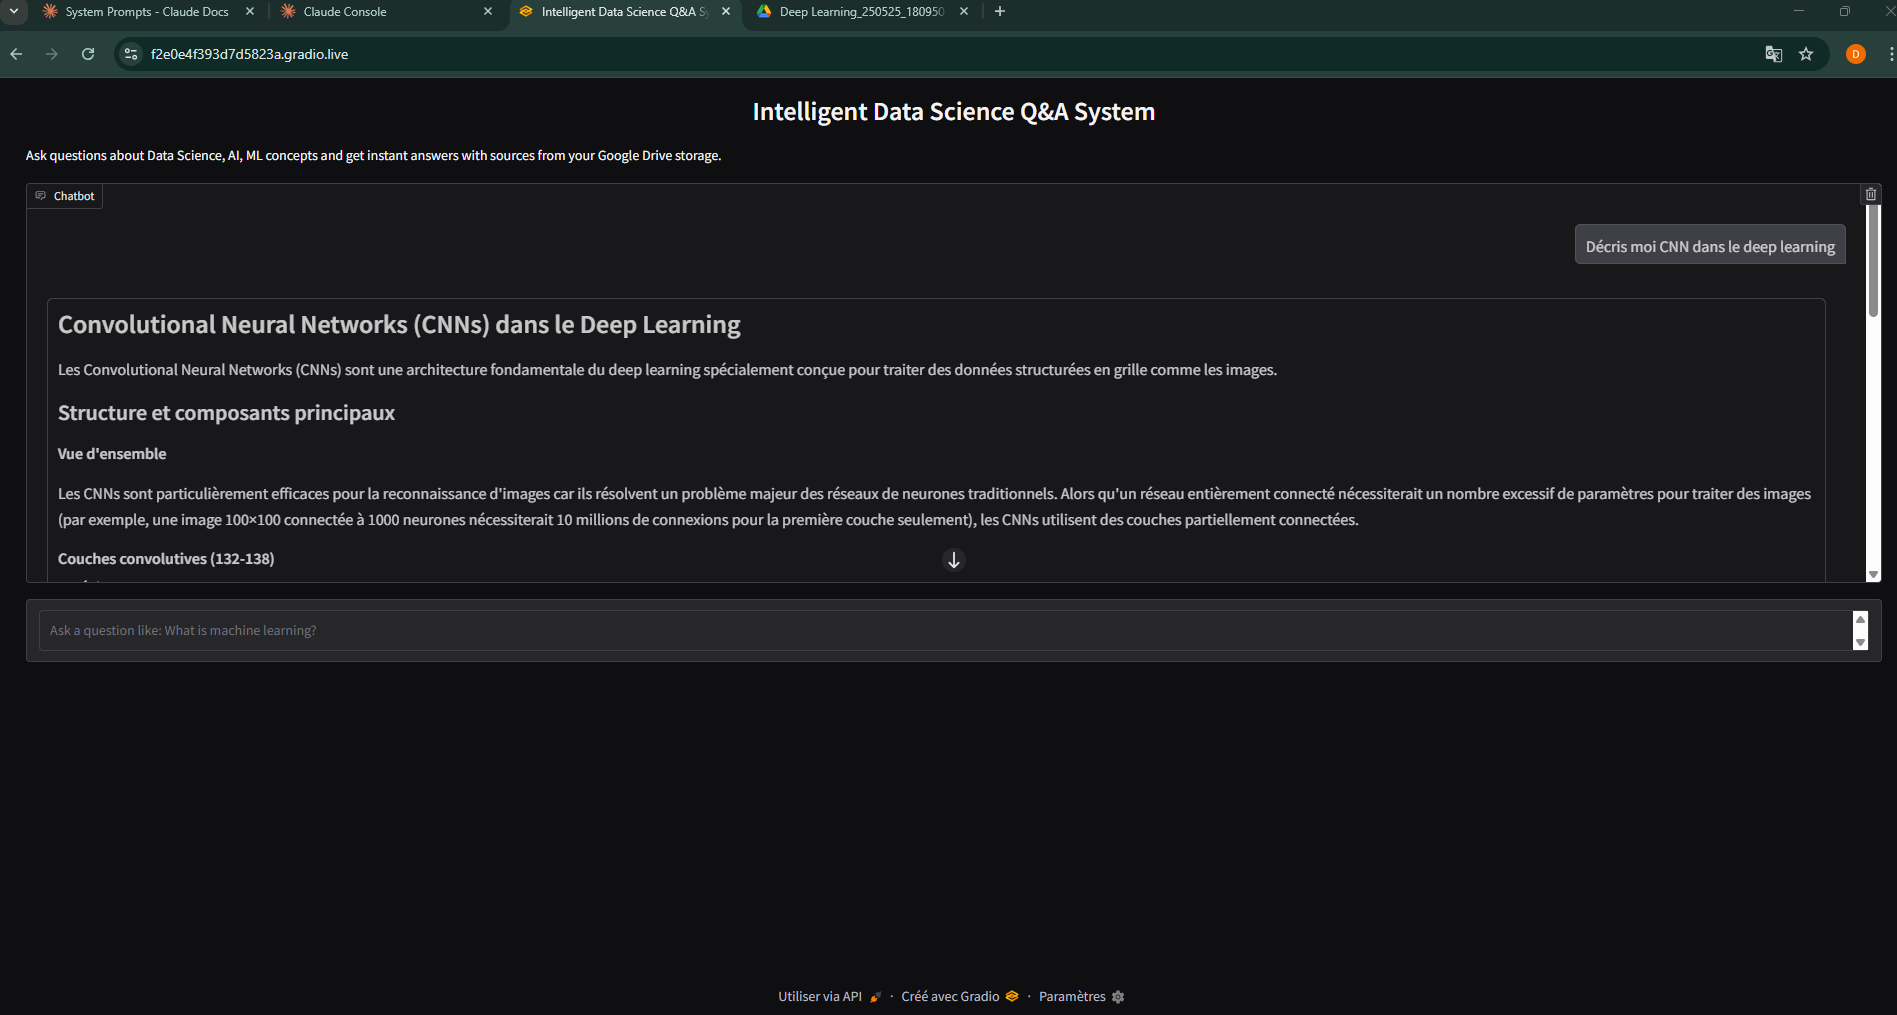 System Prompts - Claude Docs
Claude Console
Intelligent Data Science Q&A S
Deep Learning_250525_180950
f2e0e4f393d7d5823a.gradio.live
D
Intelligent Data Science Q&A System
Ask questions about Data Science, AI, ML concepts and get instant answers with sources from your Google Drive storage.
Chatbot
Décris moi CNN dans le deep learning
Convolutional Neural Networks (CNNs) dans le Deep Learning
Les Convolutional Neural Networks (CNNs) sont une architecture fondamentale du deep learning spécialement conçue pour traiter des données structurées en grille comme les images.
Structure et composants principaux
Vue d'ensemble
Les CNNs sont particulièrement efficaces pour la reconnaissance d'images car ils résolvent un problème majeur des réseaux de neurones traditionnels. Alors qu'un réseau entièrement connecté nécessiterait un nombre excessif de paramètres pour traiter des images
(par exemple, une image 100×100 connectée à 1000 neurones nécessiterait 10 millions de connexions pour la première couche seulement), les CNNs utilisent des couches partiellement connectées.
Couches convolutives (132-138)
Ask a question like: What is machine learning?
Utiliser via API · Créé avec Gradio · Paramètres